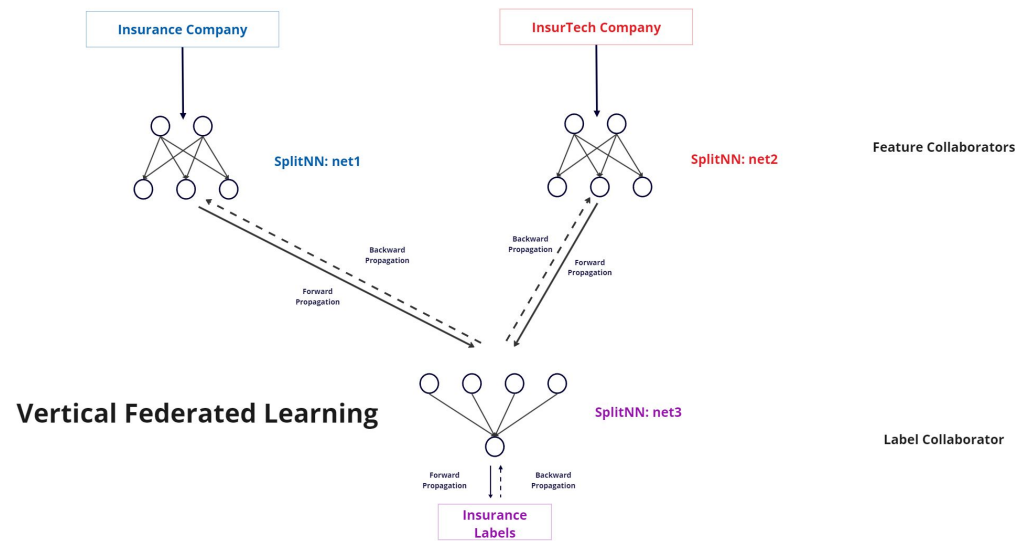 Insurance Company
InsurTech Company
Feature Collaborators
SplitNN: net1
SplitNN: net2
Backward
Propagation
Forward
Propagation
Backward
Propagation
Forward
Propagation
Vertical Federated Learning
SplitNN: net3
Label Collaborator
Forward
Propagation
Backward
Propagation
Insurance
Labels